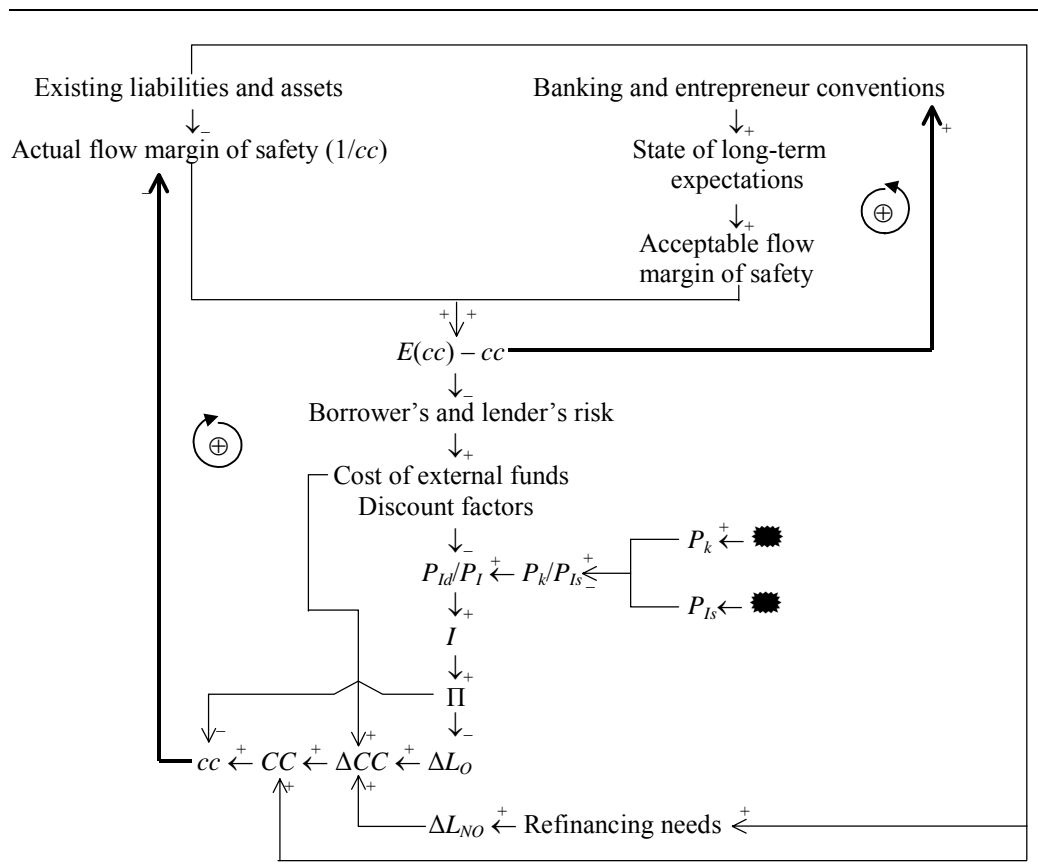 Existing liabilities and assets
Banking and entrepreneur conventions
−
+
+
Actual flow margin of safety (1/cc)
State of long-term
expectations
−
⊕
+
Acceptable flow
margin of safety
+ +
E(cc) – cc
−
Borrower’s and lender’s risk
⊕
+
Cost of external funds
Discount factors
−
P_k +
P_Id/P_I + P_k/P_Is + −
P_Is +
+
I
+
Π
− + −
cc + CC + ΔCC + ΔL_O
+ +
ΔL_NO + Refinancing needs +